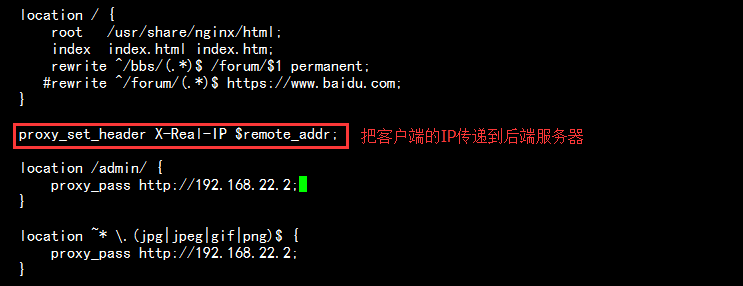 location / {
    root   /usr/share/nginx/html;
    index  index.html index.htm;
    rewrite ^/bbs/(.*)$ /forum/$1 permanent;
   #rewrite ^/forum/(.*)$ https://www.baidu.com;
}
proxy_set_header X-Real-IP $remote_addr; 把客户端的IP传递到后端服务器
location /admin/ {
    proxy_pass http://192.168.22.2;
}
location ~* \.(jpg|jpeg|gif|png)$ {
    proxy_pass http://192.168.22.2;
}